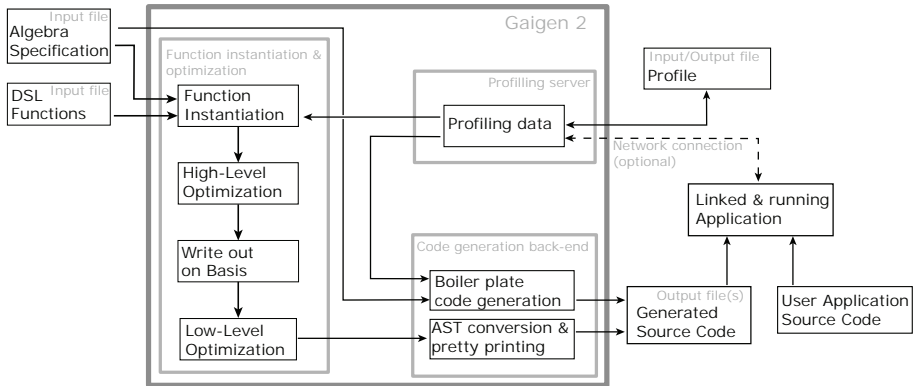 Gaigen 2
Input file
Algebra
Specification
Input file
DSL
Functions
Function instantiation &
optimization
Function
Instantiation
High-Level
Optimization
Write out
on Basis
Low-Level
Optimization
Profilling server
Profiling data
Code generation back-end
Boiler plate
code generation
AST conversion &
pretty printing
Input/Output file
Profile
Network connection
(optional)
Linked & running
Application
Output file(s)
Generated
Source Code
User Application
Source Code